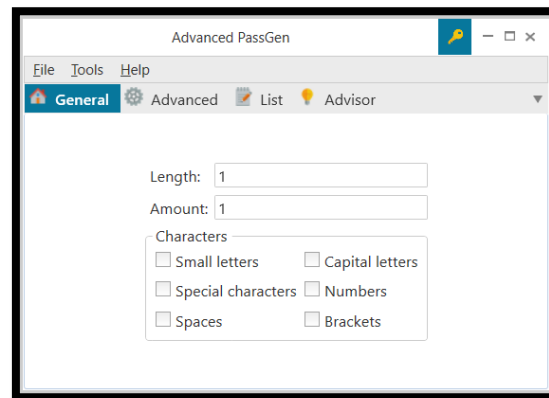 Advanced PassGen
File Tools Help
General Advanced List Advisor
Length: 1
Amount: 1
Characters
Small letters Capital letters
Special characters Numbers
Spaces Brackets